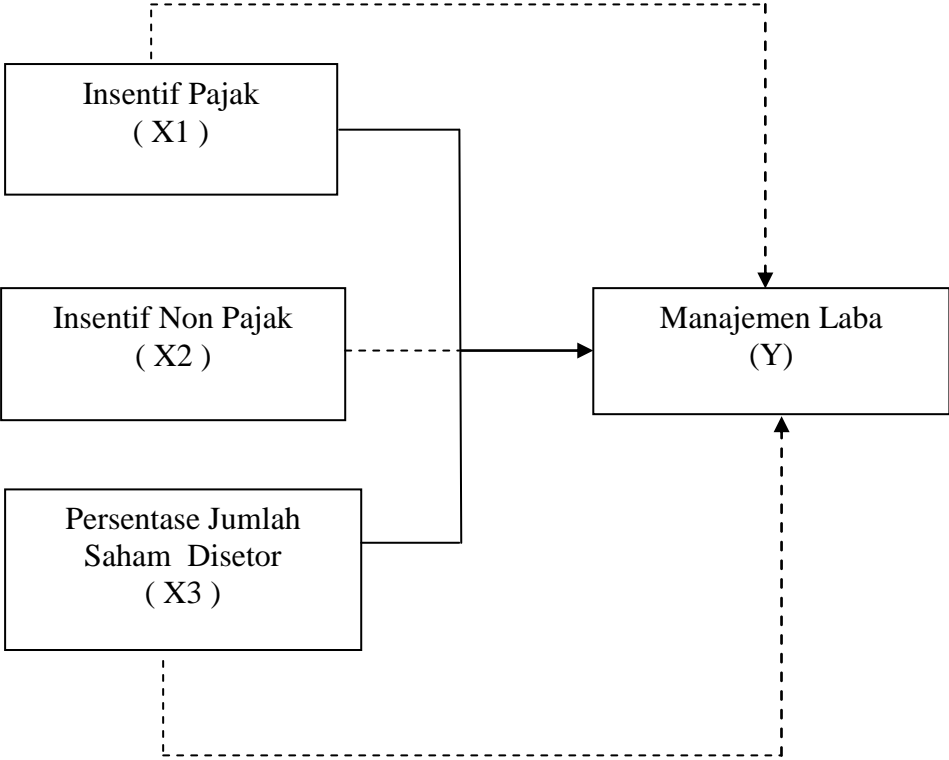 Insentif Pajak
( X1 )
Insentif Non Pajak
( X2 )
Manajemen Laba
(Y)
Persentase Jumlah
Saham  Disetor
( X3 )